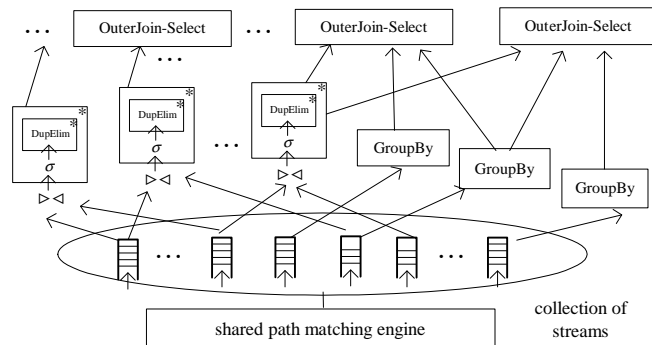 ... OuterJoin-Select ... OuterJoin-Select OuterJoin-Select
...
DupElim * * DupElim * * ... DupElim * *
σ σ σ
GroupBy GroupBy GroupBy
▷◁ ▷◁ ▷◁
... ...
shared path matching engine
collection of
streams